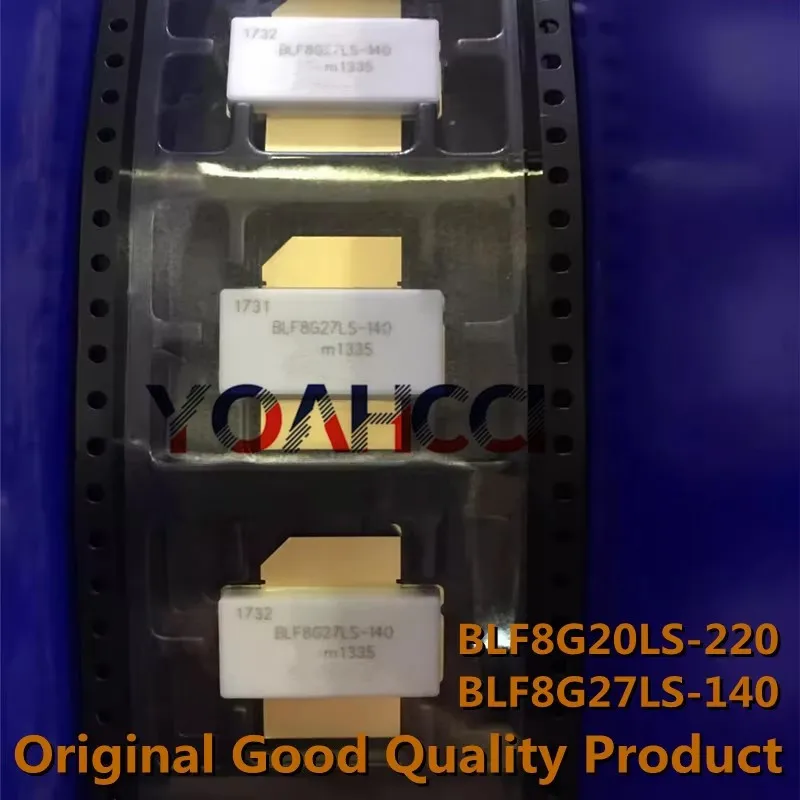 1732
BLF8G27LS-140
m1335
1731
BLF8G27LS-140
m1335
YOAHCCI
1732
BLF8G27LS-140
m1335
BLF8G20LS-220
BLF8G27LS-140
Original Good Quality Product